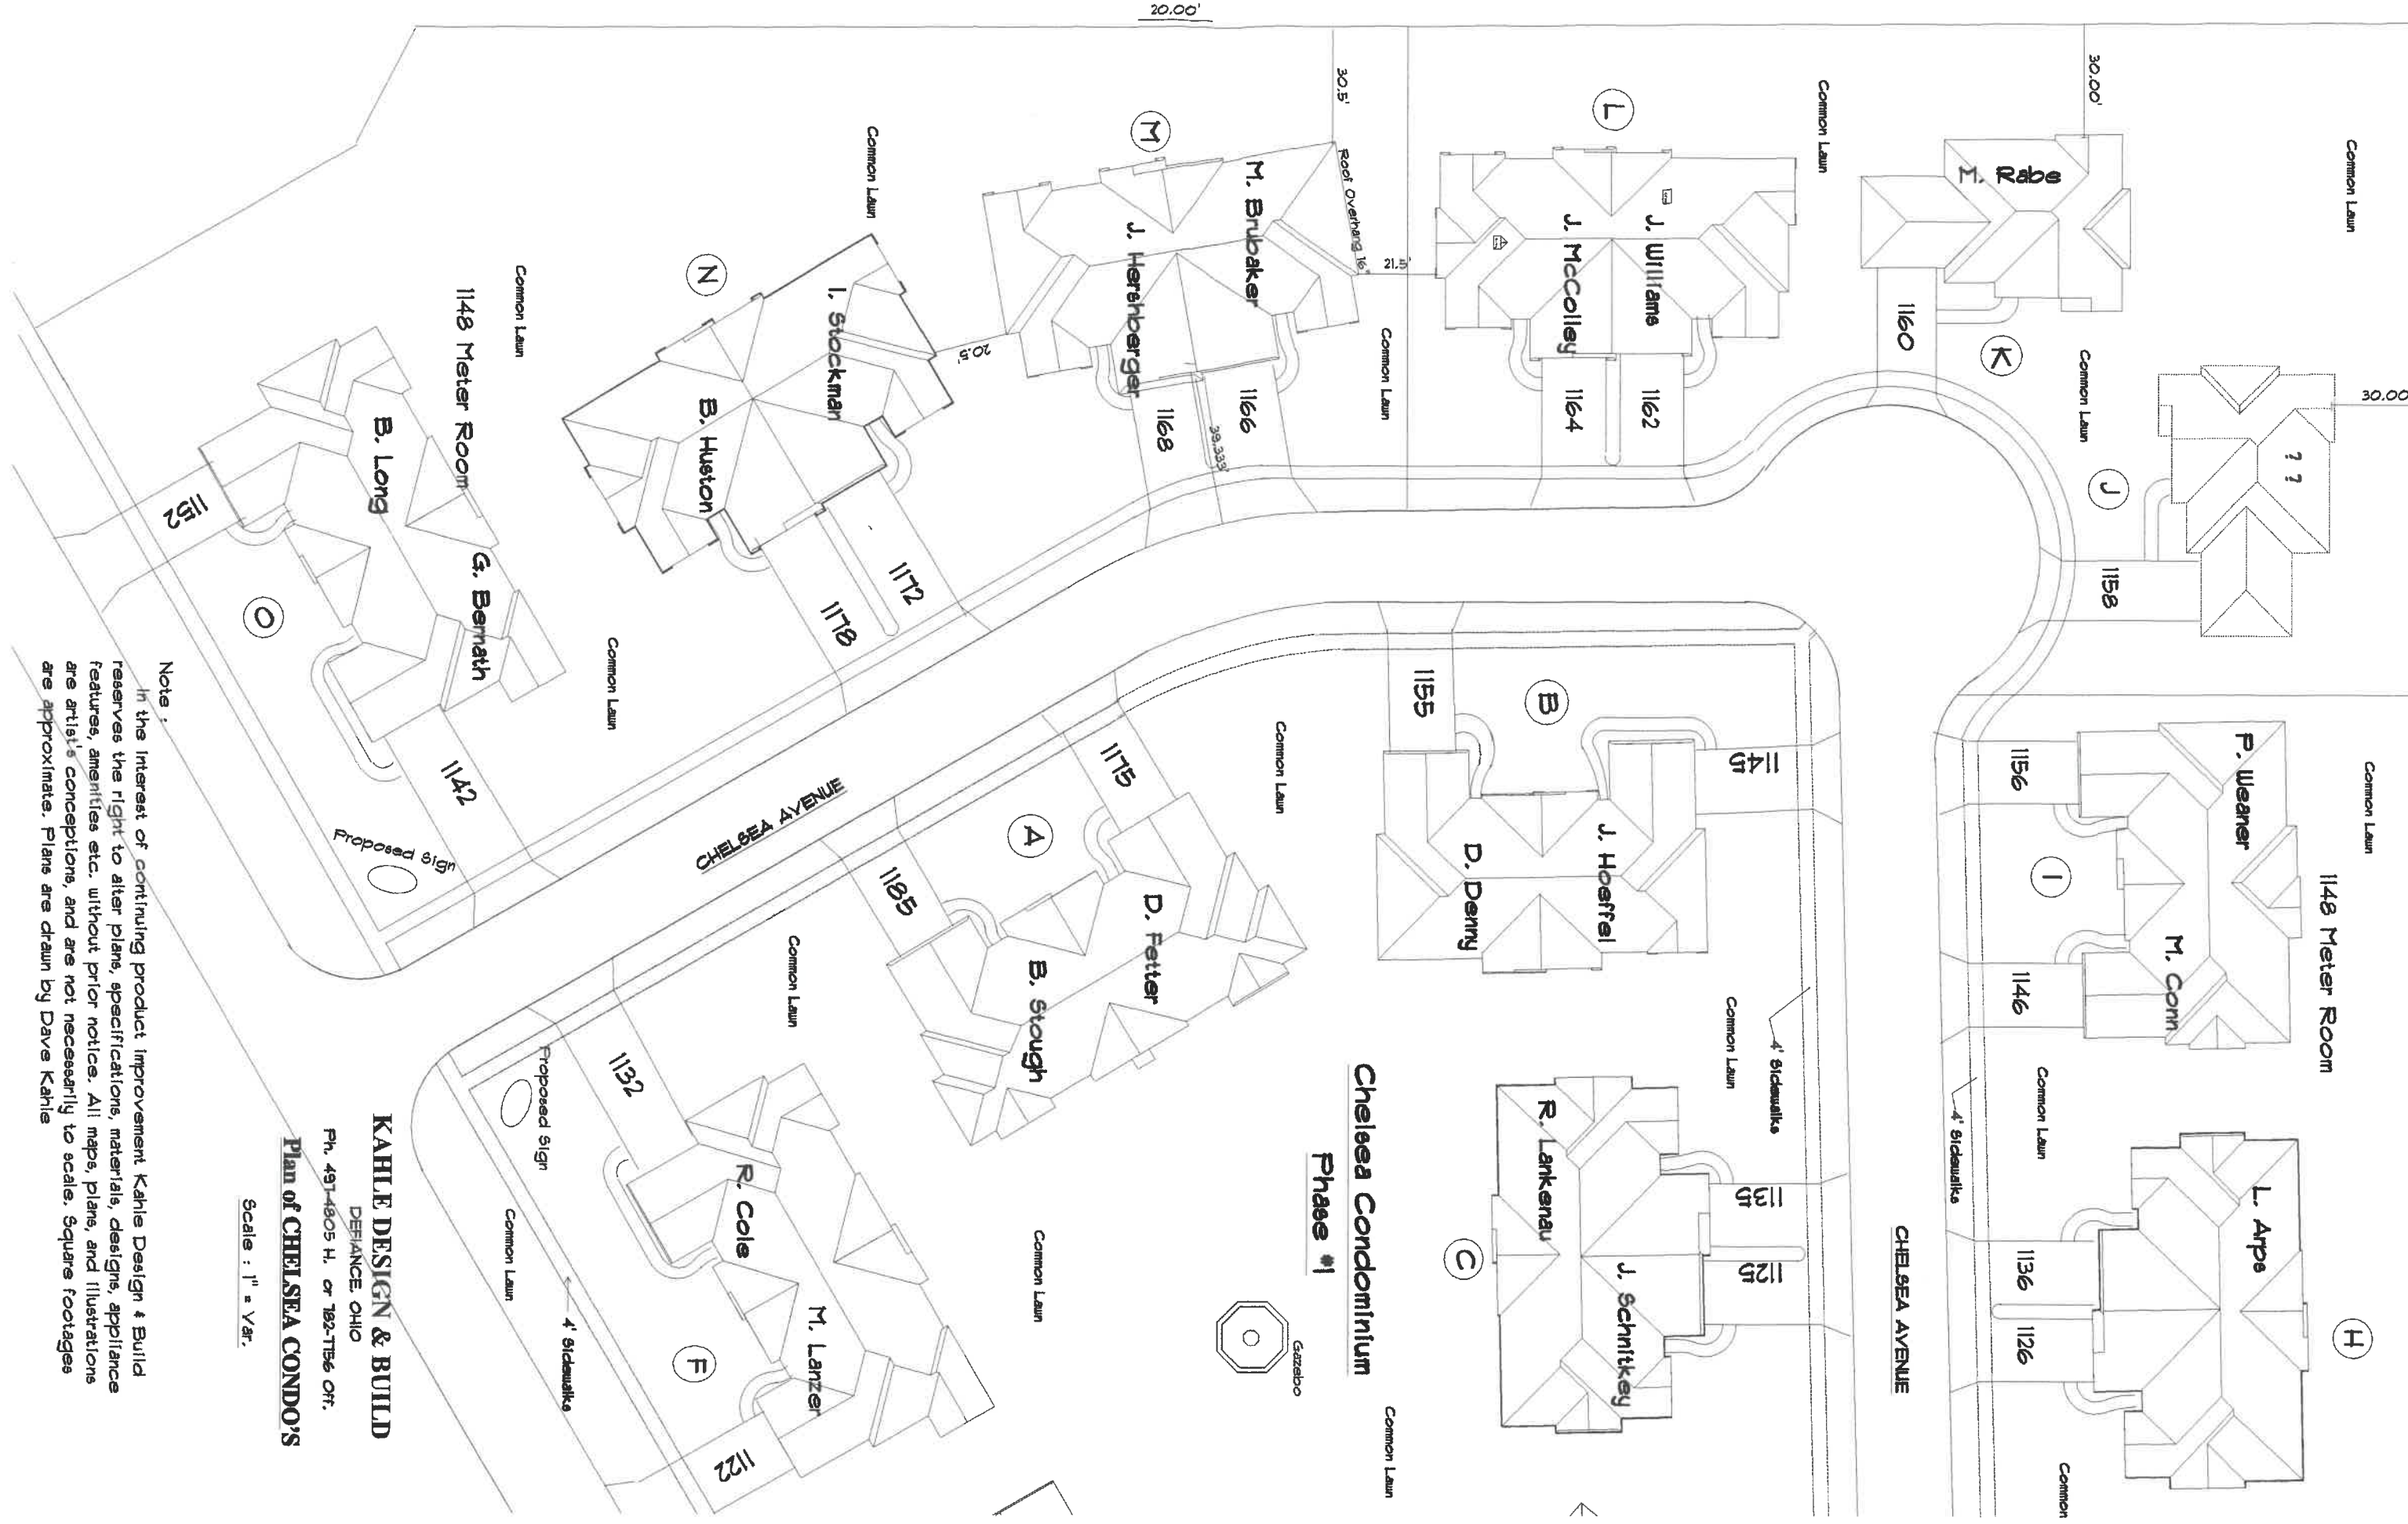 20.00'
30.5'
30.00'
30.00
Common Lawn
Common Lawn
Common Lawn
L
M
M. Rabe
K
1160
Common Lawn
? ?
J
1158
J. Williams
J. McColley
1162
1164
Common Lawn
Roof Overhang 16"
21.5'
M. Brubaker
J. Hershberger
1166
1168
39.333'
20.5'
N
I. Stockman
B. Huston
1172
1178
Common Lawn
1148 Meter Room
B. Long
G. Bernath
1152
O
1142
Common Lawn
Proposed Sign
CHELSEA AVENUE
1175
1185
A
D. Fetter
B. Stough
Common Lawn
Common Lawn
1155
B
1145
J. Hoeffel
D. Denny
Common Lawn
4' Sidewalks
P. Weaner
M. Conn
1156
I
1146
Common Lawn
1148 Meter Room
Common Lawn
4' Sidewalks
L. Arps
H
1136
1126
Common
CHELSEA AVENUE
R. Lankenau
J. Schnitkey
C
1135
1125
Common Lawn
Chelsea Condominium
Phase #1
Gazebo
Common Lawn
Proposed Sign
1132
R. Cole
M. Lanzer
F
1122
Common Lawn
4' Sidewalks
KAHLE DESIGN & BUILD
DEFIANCE, OHIO
Ph. 497-4805 H. or 782-7756 Off.
Plan of CHELSEA CONDO'S
Scale : 1" = Var.
Note :
In the interest of continuing product improvement Kahle Design & Build
reserves the right to alter plans, specifications, materials, designs, appliance
features, amenities etc. without prior notice. All maps, plans, and illustrations
are artist's conceptions, and are not necessarily to scale. Square footages
are approximate. Plans are drawn by Dave Kahle